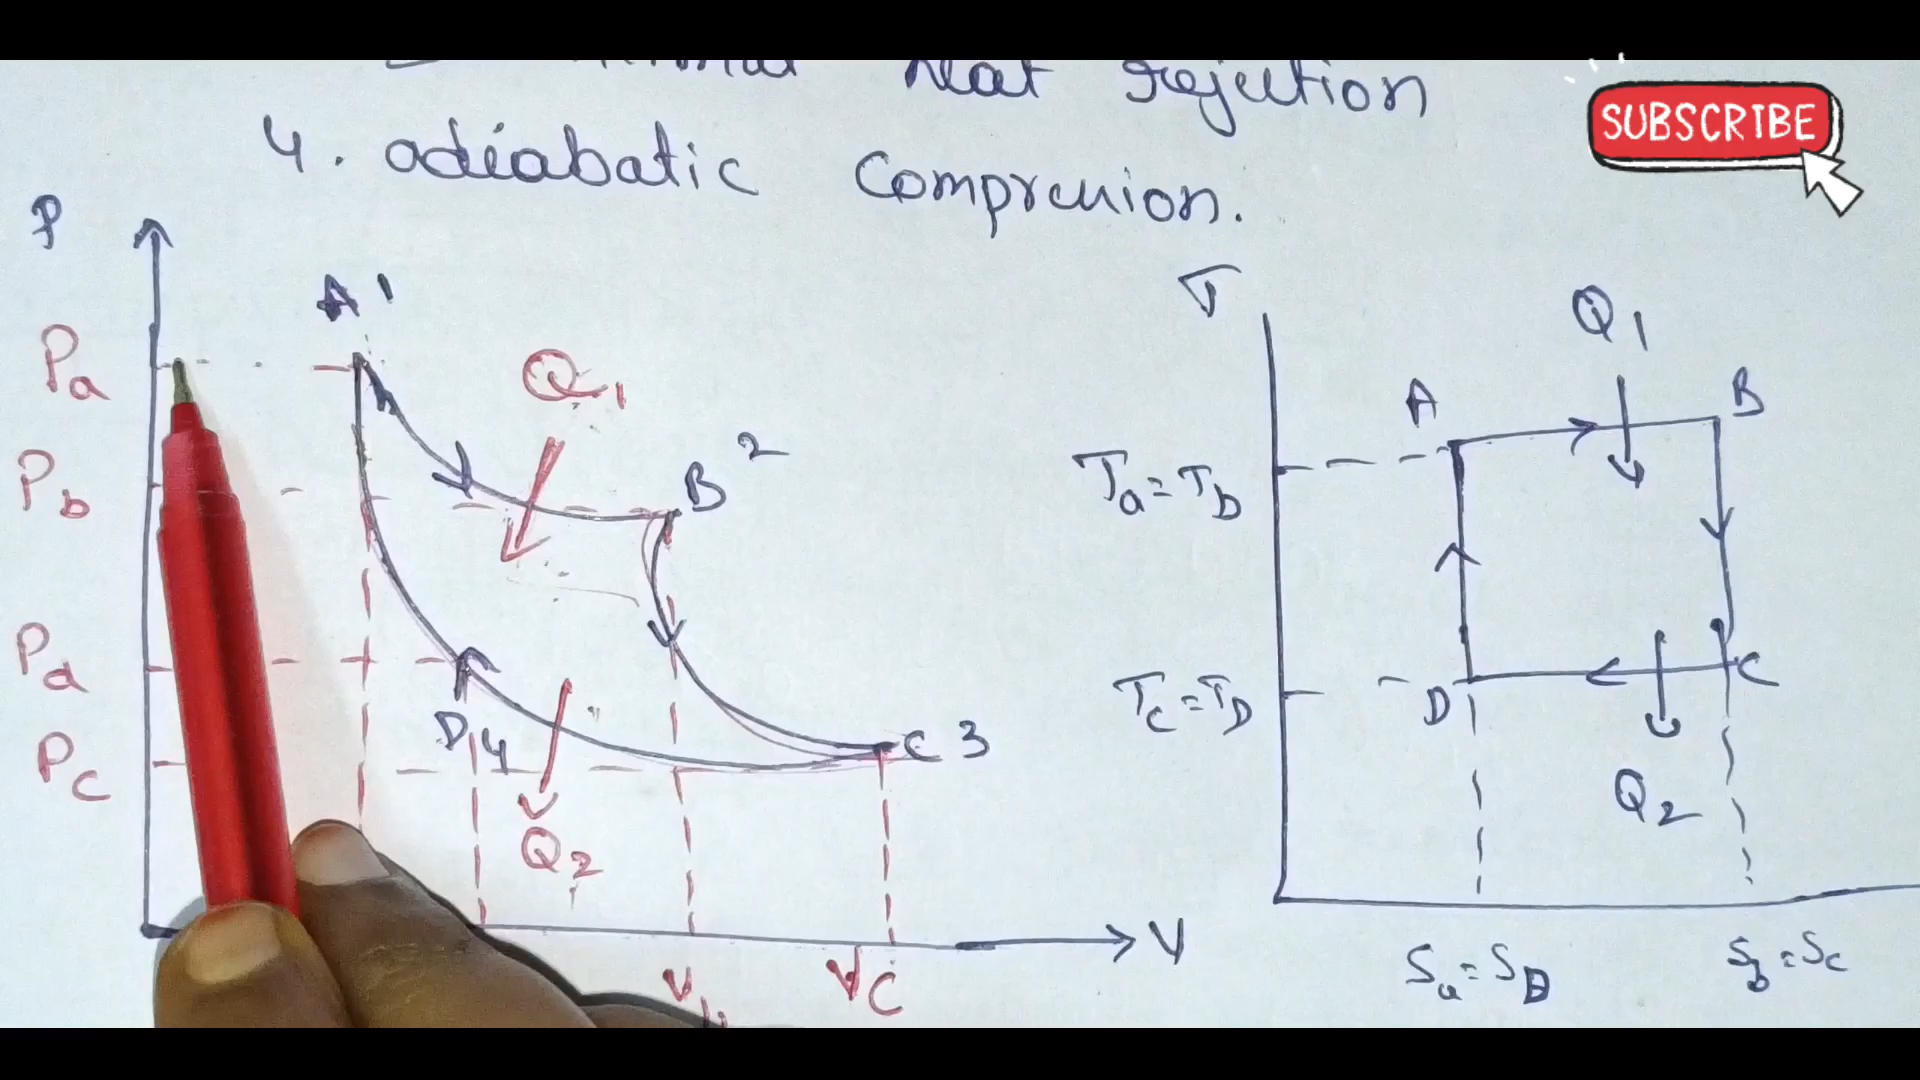 heat rejection
4. adiabatic compression.
SUBSCRIBE
P
A 1
Pa
Q1
B 2
Pb
Pd
D 4
C 3
Pc
Q2
V
Vc
T
Q1
A
B
Ta = Tb
Tc = TD
D
C
Q2
Sa = SD
Sb = Sc